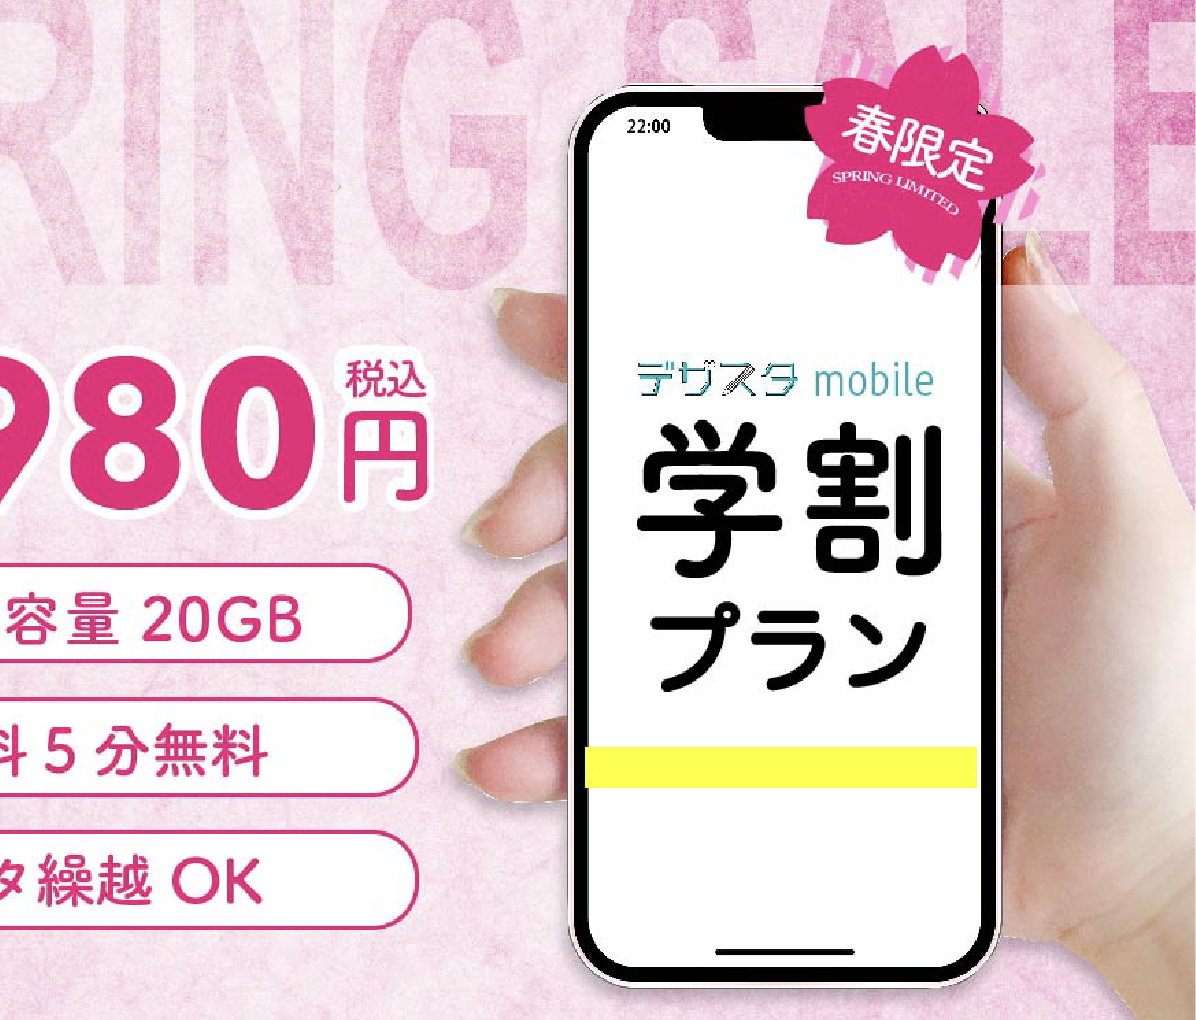 RING SALE
22:00
春限定
SPRING LIMITED
デザスタ mobile
学割
プラン
980
税込
円
容量 20GB
料 5 分無料
タ繰越 OK